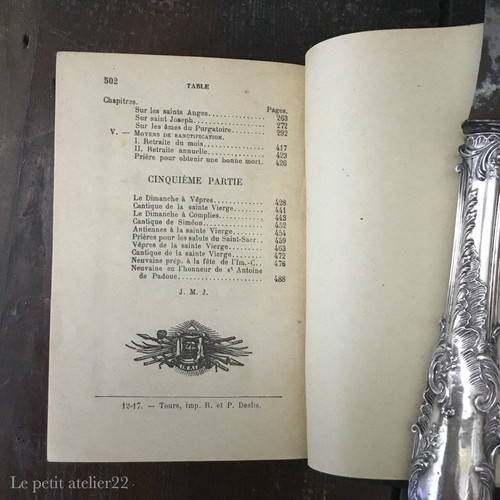 502 TABLE
Chapitres. Pages.
Sur les saints Anges............... 263
Sur saint Joseph.................. 272
Sur les âmes du Purgatoire......... 292
V. — MOYENS DE SANCTIFICATION.
I. Retraite du mois............... 417
II. Retraite annuelle............. 423
Prière pour obtenir une bonne mort. 426
CINQUIÈME PARTIE
Le Dimanche à Vêpres............ 428
Cantique de la sainte Vierge....... 441
Le Dimanche à Complies.......... 443
Cantique de Siméon.............. 452
Antiennes à la sainte Vierge....... 454
Prières pour les saluts du Saint-Sacr.. 459
Vêpres de la sainte Vierge......... 463
Cantique de la sainte Vierge....... 472
Neuvaine prép. à la fête de l'Im.-C.. 476
Neuvaine en l'honneur de st Antoine
de Padoue.................... 488
J. M. J.
12-17. — Tours, imp. R. et P. Deslis.
Le petit atelier22